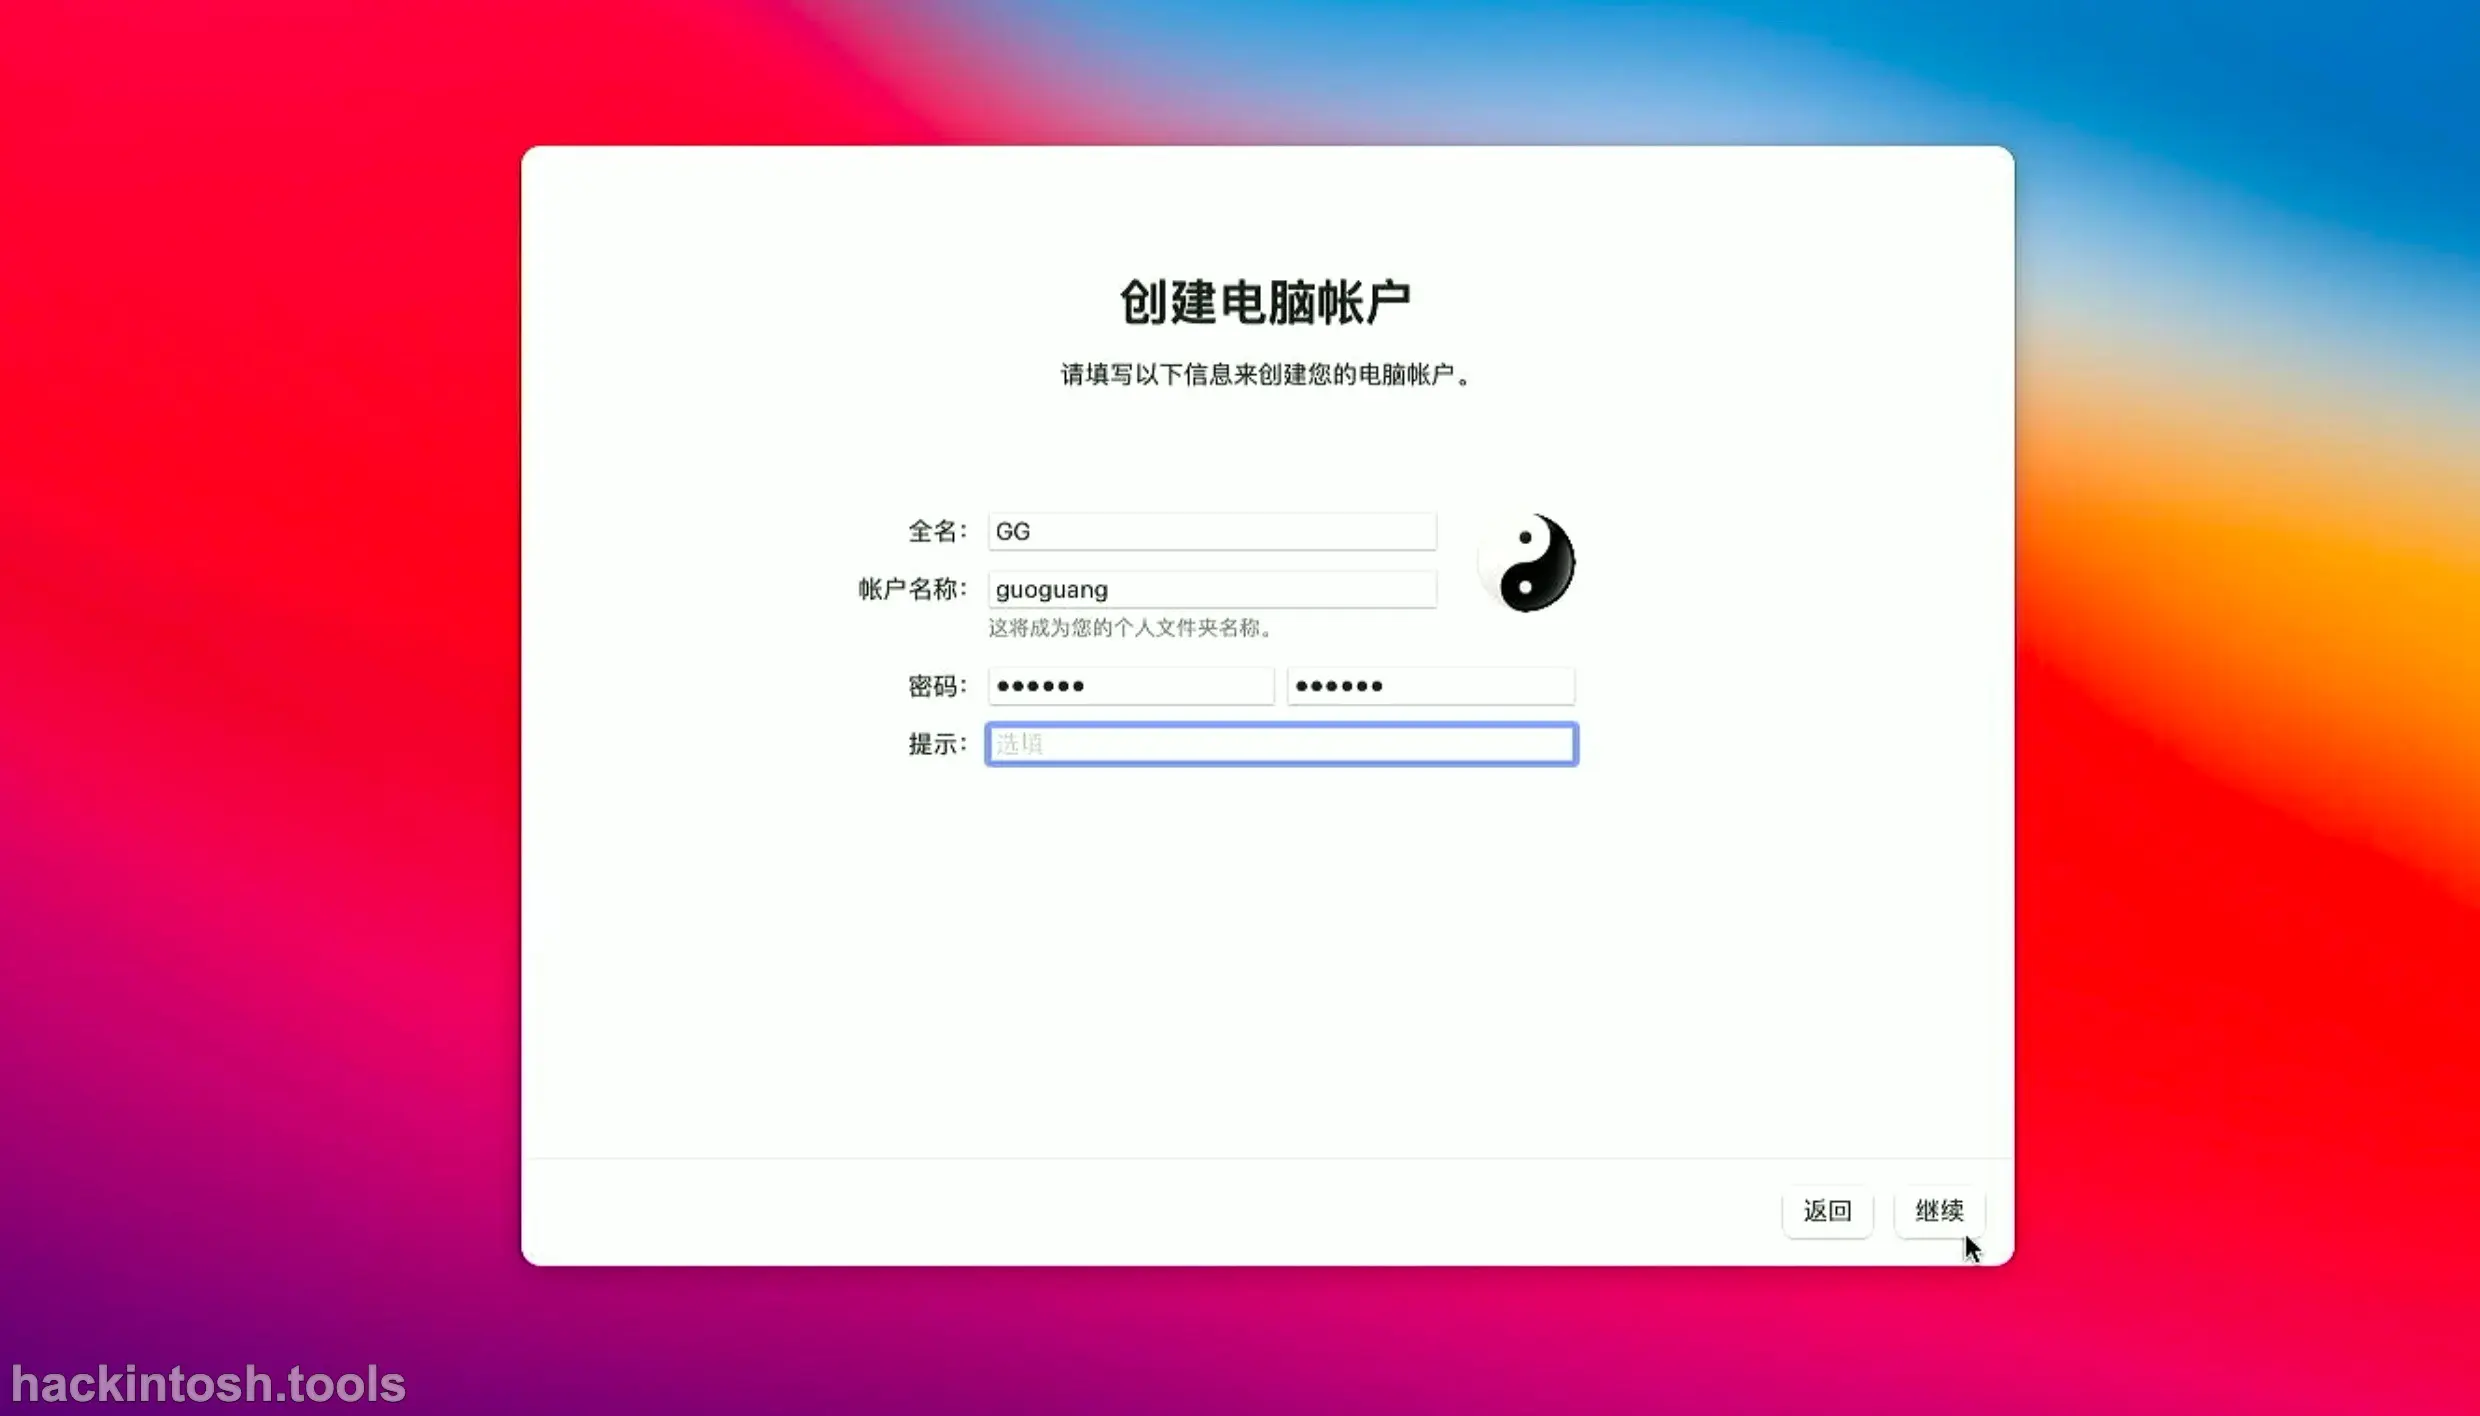 创建电脑帐户
请填写以下信息来创建您的电脑帐户。
全名： GG
帐户名称： guoguang
这将成为您的个人文件夹名称。
密码： •••••• ••••••
提示： 选填
返回 继续
hackintosh.tools